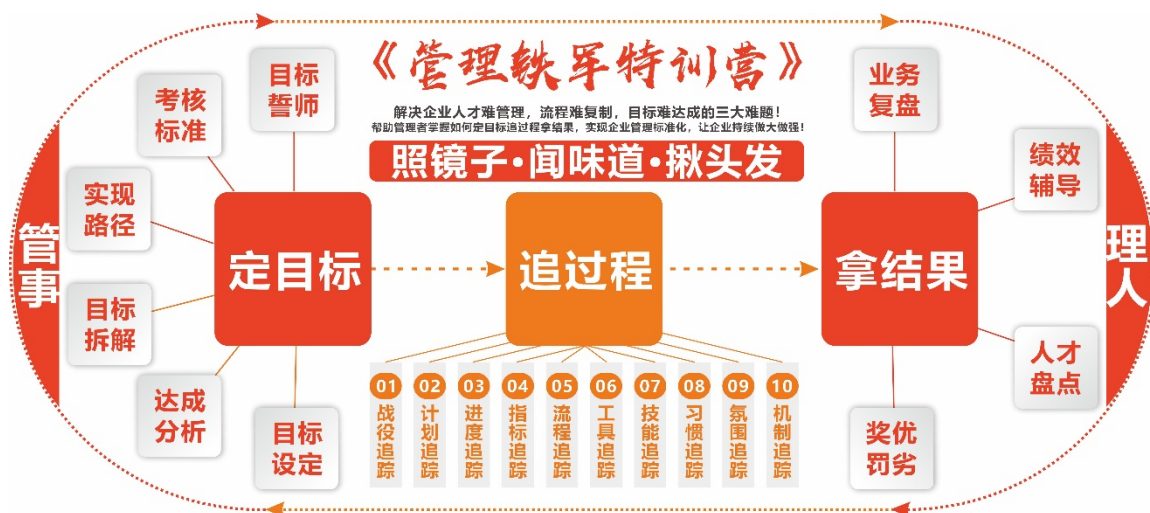 《管理铁军特训营》
解决企业人才难管理，流程难复制，目标难达成的三大难题！
帮助管理者掌握如何定目标追过程拿结果，实现企业管理标准化，让企业持续做大做强！
照镜子·闻味道·揪头发
管事
目标
誓师
考核
标准
实现
路径
目标
拆解
达成
分析
目标
设定
定目标
追过程
01
战役追踪
02
计划追踪
03
进度追踪
04
指标追踪
05
流程追踪
06
工具追踪
07
技能追踪
08
习惯追踪
09
氛围追踪
10
机制追踪
拿结果
业务
复盘
绩效
辅导
人才
盘点
奖优
罚劣
理人